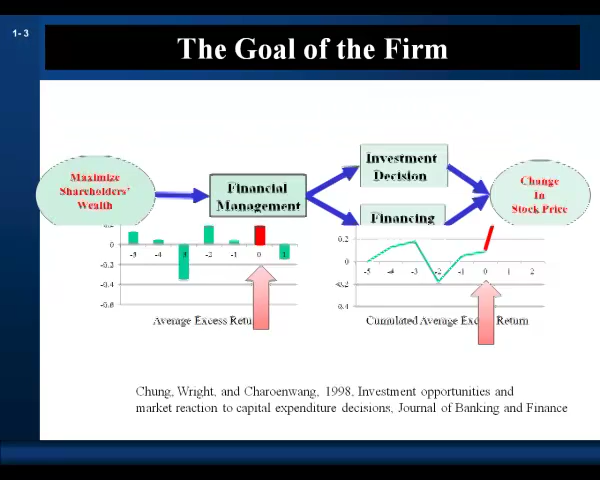 1- 3
The Goal of the Firm
Maximize
Shareholders'
Wealth
Financial
Management
Investment
Decision
Financing
Change
In
Stock Price
0.2
0
-0.2
-0.4
-0.6
-5 -4 -3 -2 -1 0 1
Average Excess
0.2
0
-0.2
0.4
-5 -4 -3 -2 -1 0 1 2
Cumulated Average Return
Chung, Wright, and Charoenwang, 1998, Investment opportunities and
market reaction to capital expenditure decisions, Journal of Banking and Finance